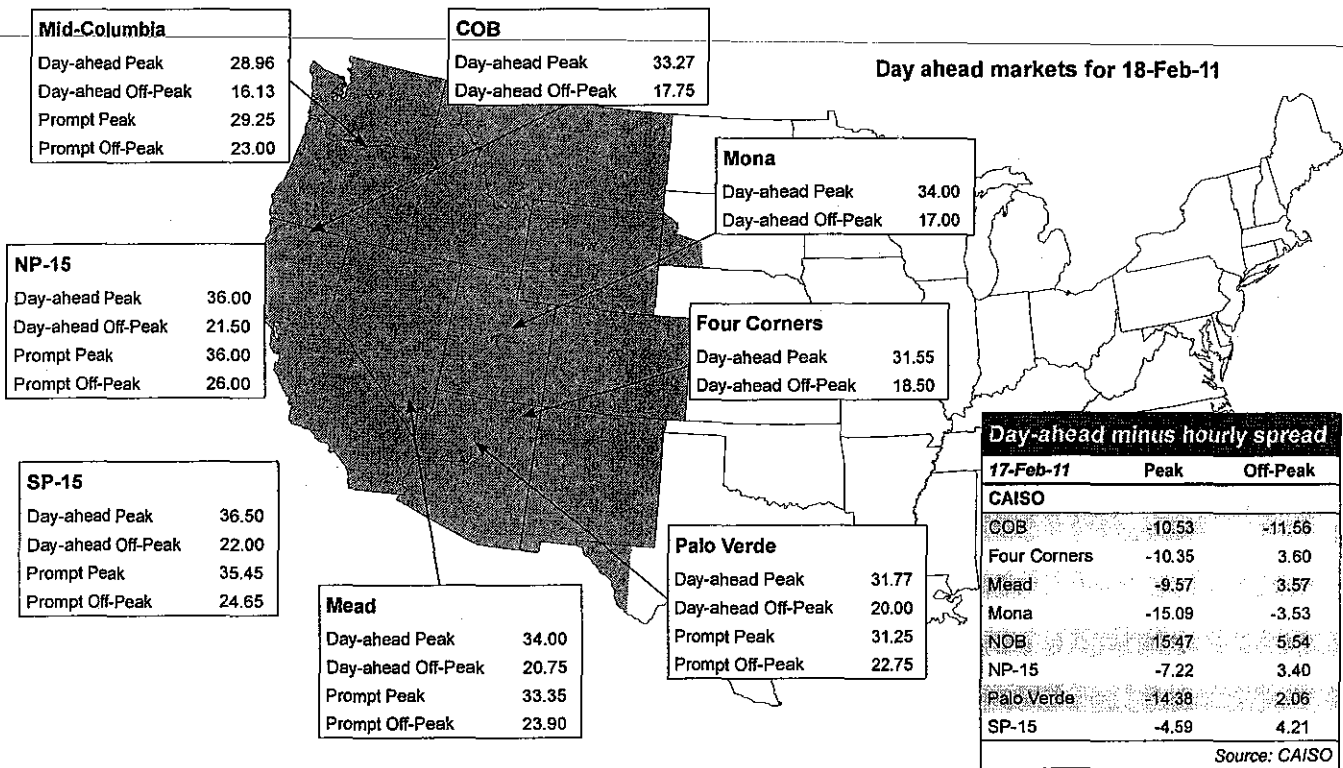 Mid-Columbia
Day-ahead Peak 28.96
Day-ahead Off-Peak 16.13
Prompt Peak 29.25
Prompt Off-Peak 23.00
COB
Day-ahead Peak 33.27
Day-ahead Off-Peak 17.75
Day ahead markets for 18-Feb-11
Mona
Day-ahead Peak 34.00
Day-ahead Off-Peak 17.00
NP-15
Day-ahead Peak 36.00
Day-ahead Off-Peak 21.50
Prompt Peak 36.00
Prompt Off-Peak 26.00
Four Corners
Day-ahead Peak 31.55
Day-ahead Off-Peak 18.50
SP-15
Day-ahead Peak 36.50
Day-ahead Off-Peak 22.00
Prompt Peak 35.45
Prompt Off-Peak 24.65
Mead
Day-ahead Peak 34.00
Day-ahead Off-Peak 20.75
Prompt Peak 33.35
Prompt Off-Peak 23.90
Palo Verde
Day-ahead Peak 31.77
Day-ahead Off-Peak 20.00
Prompt Peak 31.25
Prompt Off-Peak 22.75
Day-ahead minus hourly spread
17-Feb-11 Peak Off-Peak
CAISO
COB -10.53 -11.56
Four Corners -10.35 3.60
Mead -9.57 3.57
Mona -15.09 -3.53
NOB 15.47 5.54
NP-15 -7.22 3.40
Palo Verde -14.38 2.06
SP-15 -4.59 4.21
Source: CAISO